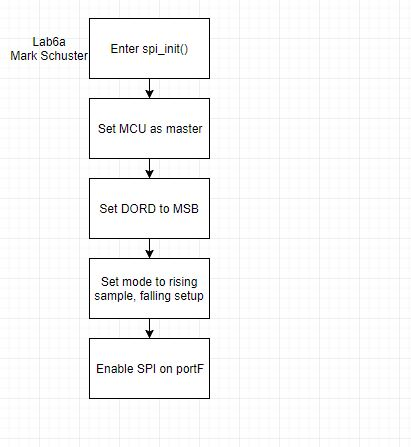 Lab6a
Mark Schuster
Enter spi_init()
Set MCU as master
Set DORD to MSB
Set mode to rising
sample, falling setup
Enable SPI on portF